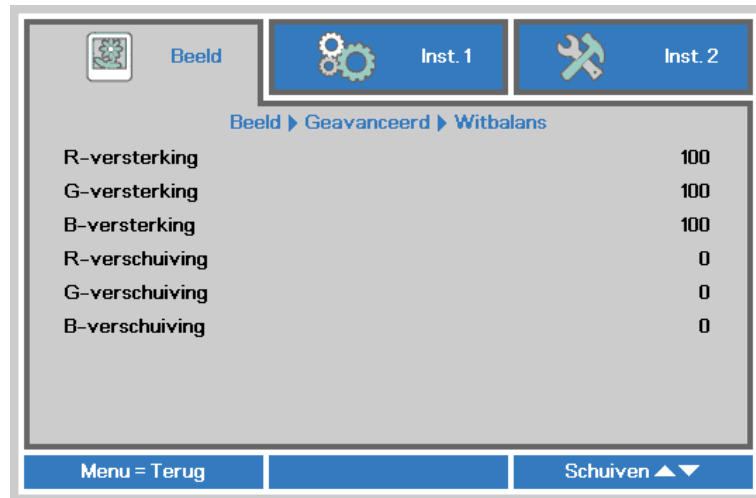 Beeld Inst. 1 Inst. 2
Beeld Geavanceerd Witbalans
R-versterking 100
G-versterking 100
B-versterking 100
R-verschuiving 0
G-verschuiving 0
B-verschuiving 0
Menu = Terug Schuiven ▲▼